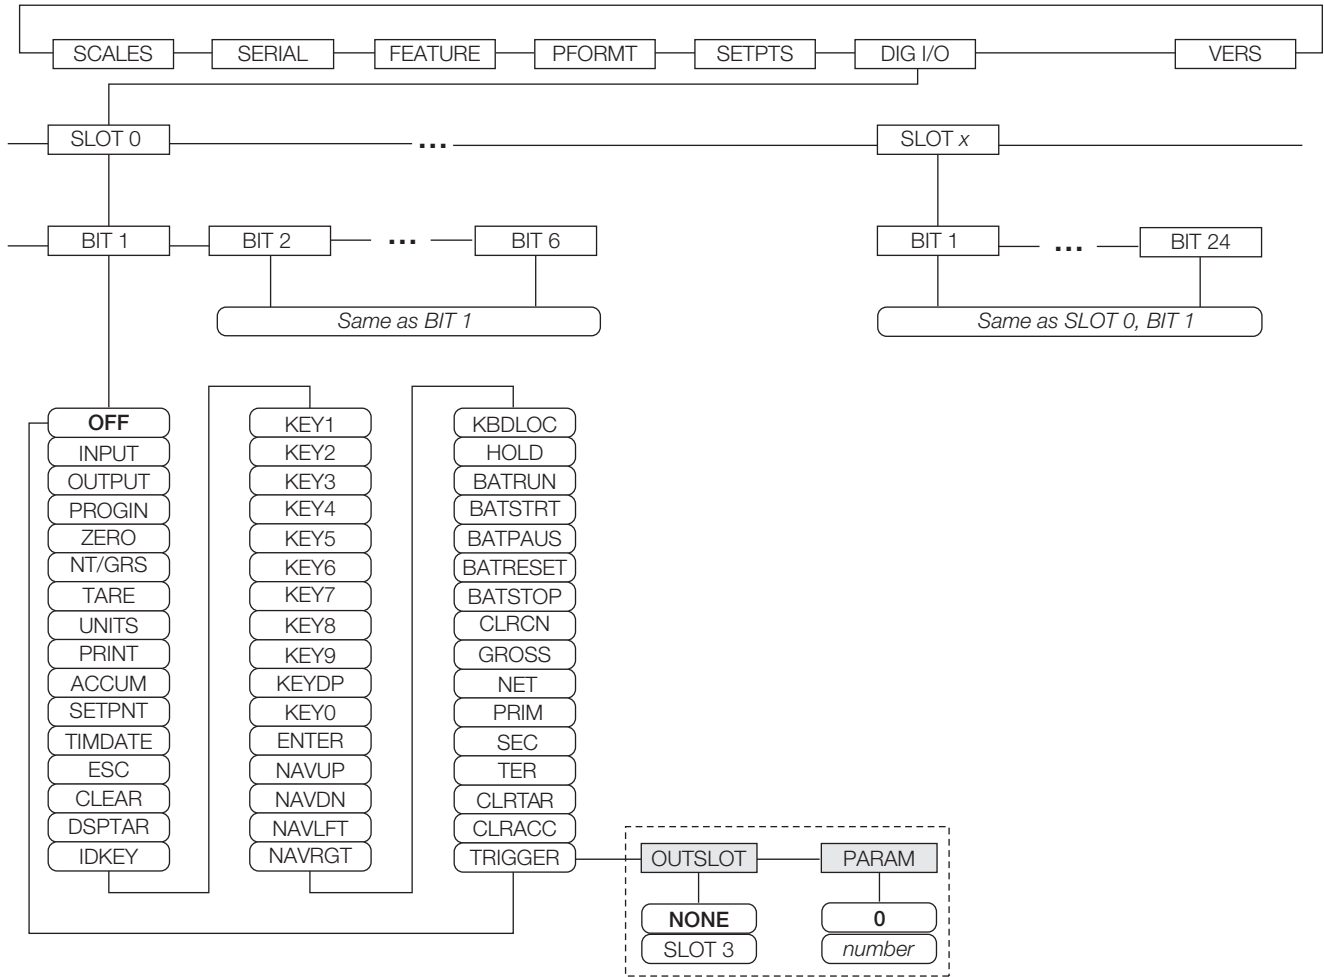 SCALES SERIAL FEATURE PFORMT SETPTS DIG I/O VERS
SLOT 0 ... SLOT x
BIT 1 BIT 2 ... BIT 6 BIT 1 ... BIT 24
Same as BIT 1 Same as SLOT 0, BIT 1
OFF
INPUT
OUTPUT
PROGIN
ZERO
NT/GRS
TARE
UNITS
PRINT
ACCUM
SETPNT
TIMDATE
ESC
CLEAR
DSPTAR
IDKEY
KEY1
KEY2
KEY3
KEY4
KEY5
KEY6
KEY7
KEY8
KEY9
KEYDP
KEY0
ENTER
NAVUP
NAVDN
NAVLFT
NAVRGT
KBDLOC
HOLD
BATRUN
BATSTRT
BATPAUS
BATRESET
BATSTOP
CLRCN
GROSS
NET
PRIM
SEC
TER
CLRTAR
CLRACC
TRIGGER
OUTSLOT PARAM
NONE 0
SLOT 3 number